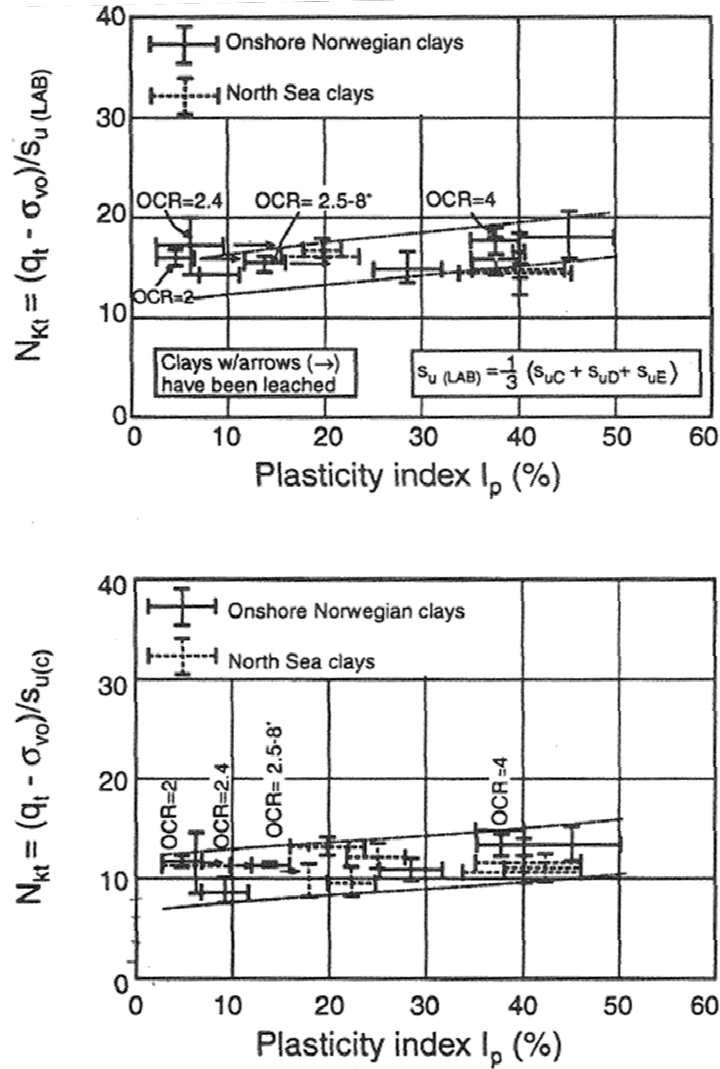 40
30
20
10
0
N_Kt = (q_t - σ_vo)/s_u (LAB)
Onshore Norwegian clays
North Sea clays
OCR=2.4
OCR= 2.5-8*
OCR=4
OCR=2
Clays w/arrows (→)
have been leached
s_u (LAB) = 1/3 (s_uC + s_uD+ s_uE)
0 10 20 30 40 50 60
Plasticity index I_p (%)
40
30
20
10
0
N_kt = (q_t - σ_vo)/s_u(c)
Onshore Norwegian clays
North Sea clays
OCR=2
OCR=2.4
OCR= 2.5-8*
OCR=4
0 10 20 30 40 50 60
Plasticity index I_p (%)